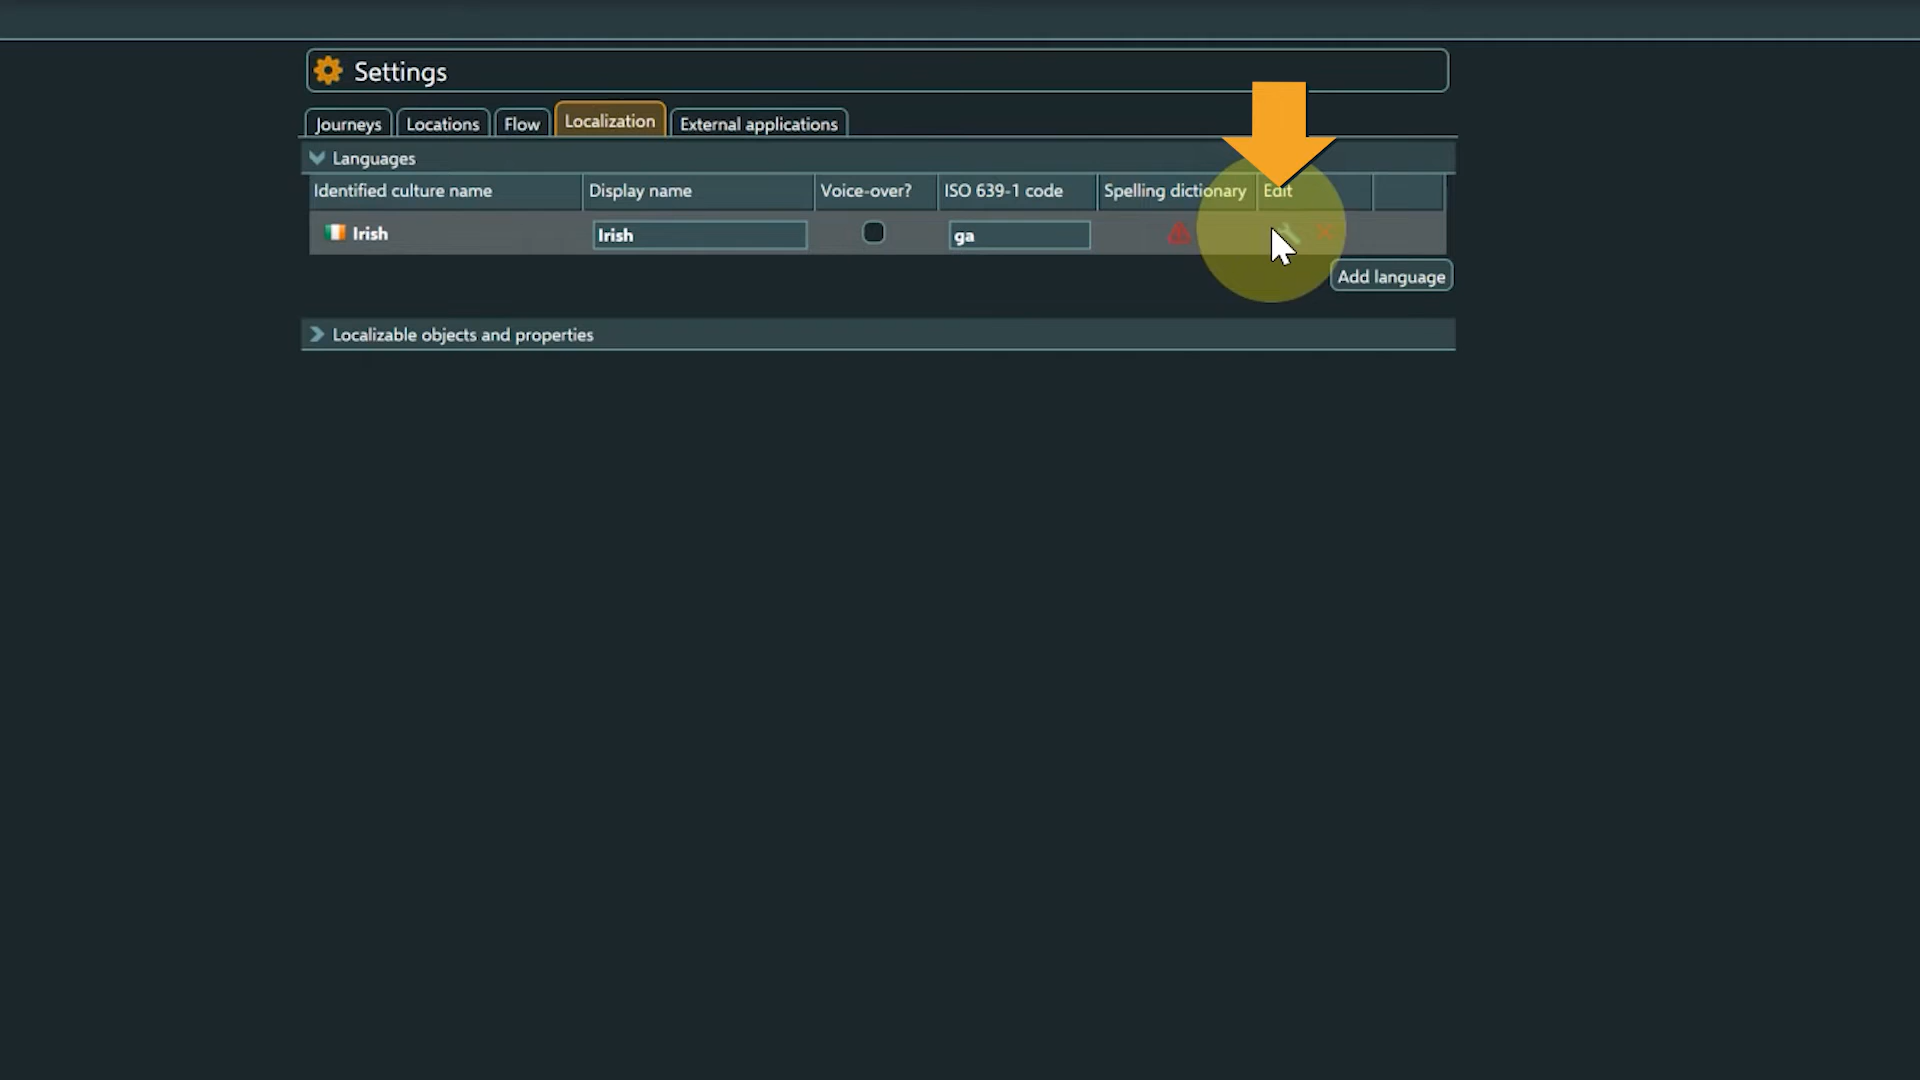 Settings
Journeys Locations Flow Localization External applications
Languages
Identified culture name Display name Voice-over? ISO 639-1 code Spelling dictionary Edit
Irish Irish ga
Add language
Localizable objects and properties